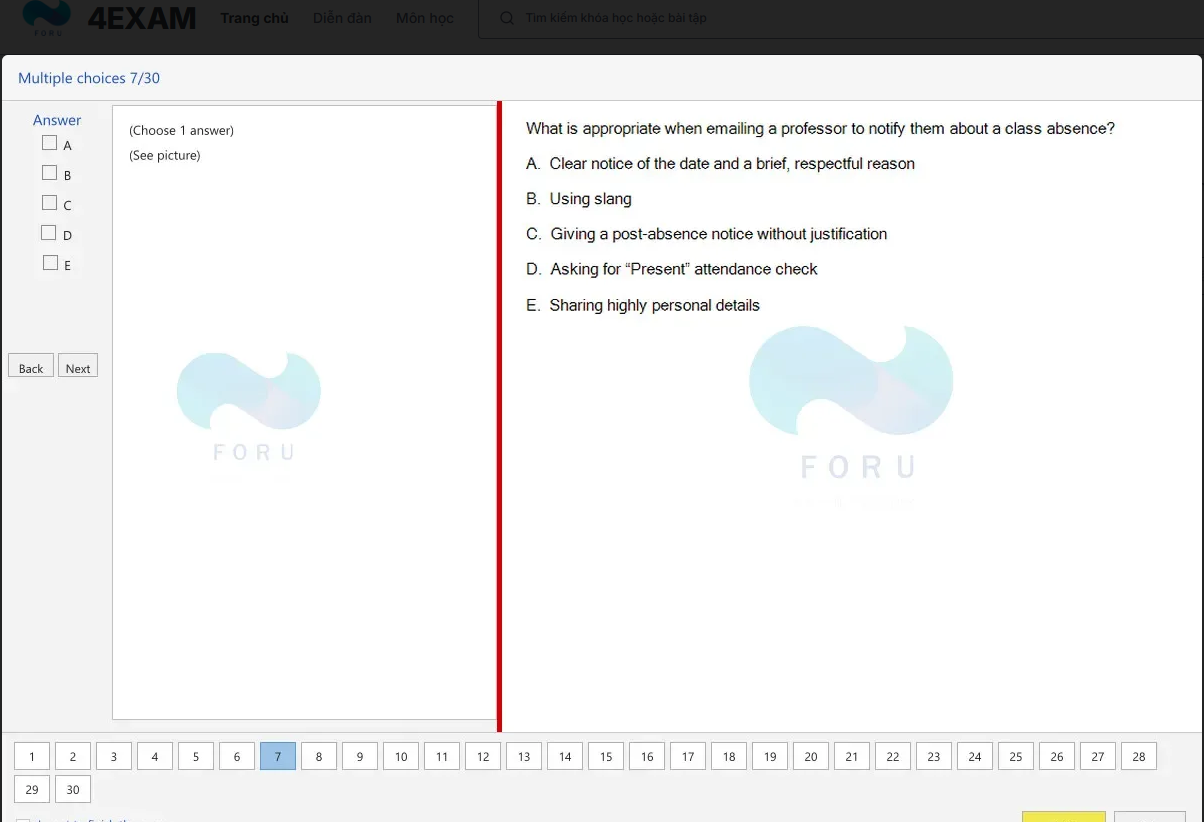 FORU
4EXAM
Trang chủ
Diễn đàn
Môn học
Tìm kiếm khóa học hoặc bài tập
Multiple choices 7/30
Answer
A
B
C
D
E
Back
Next
(Choose 1 answer)
(See picture)
FORU
What is appropriate when emailing a professor to notify them about a class absence?
A. Clear notice of the date and a brief, respectful reason
B. Using slang
C. Giving a post-absence notice without justification
D. Asking for “Present” attendance check
E. Sharing highly personal details
FORU
1 2 3 4 5 6 7 8 9 10 11 12 13 14 15 16 17 18 19 20 21 22 23 24 25 26 27 28
29 30